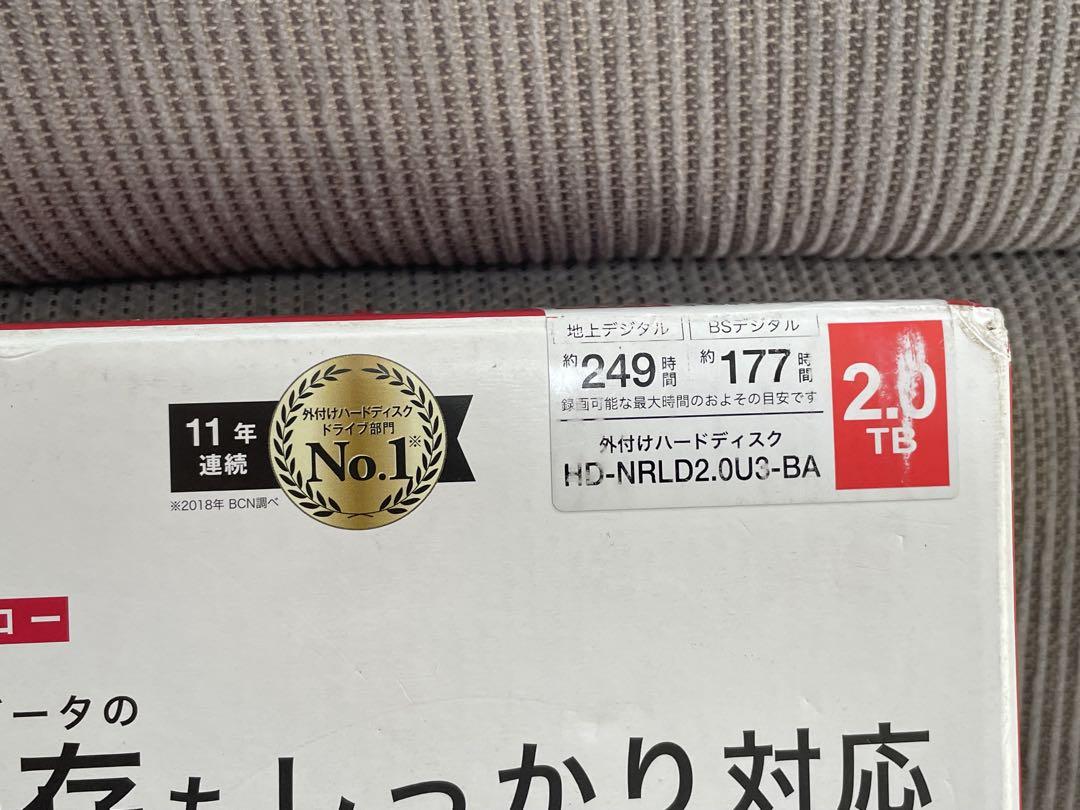 地上デジタル BSデジタル
約249時間 約177時間
録画可能な最大時間のおよその目安です
外付けハードディスク
HD-NRLD2.0U3-BA
2.0
TB
11年
連続
外付けハードディスク
ドライブ部門
No.1※
※2018年 BCN調べ
ロー
ータの
存もしっかり対応